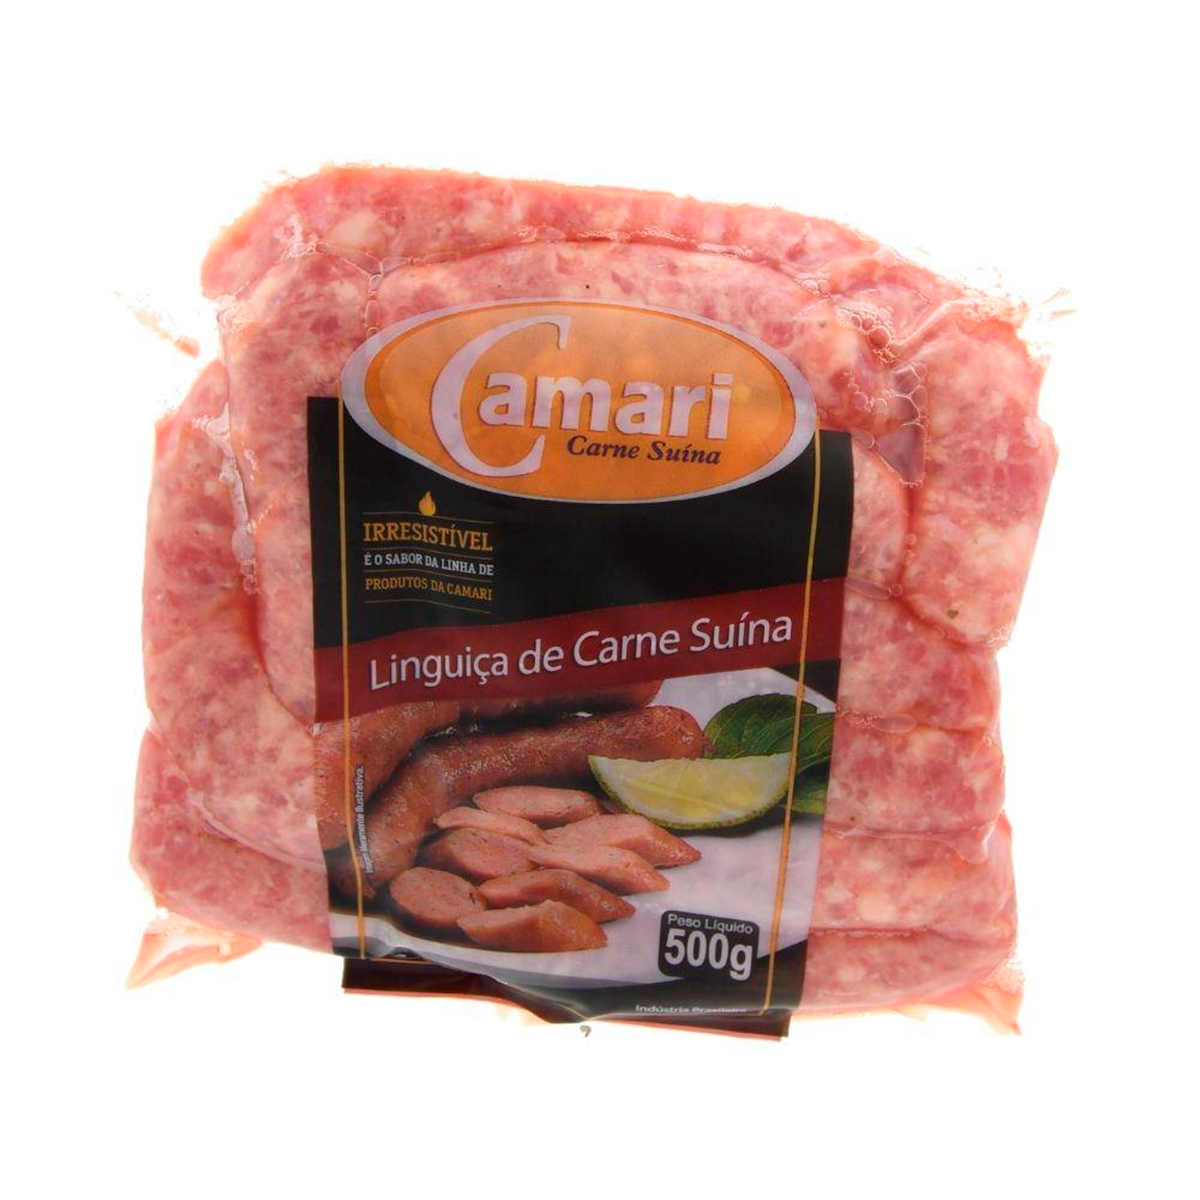 Camari
Carne Suína
IRRESISTÍVEL
É O SABOR DA LINHA DE
PRODUTOS DA CAMARI
Linguiça de Carne Suína
Imagem Meramente Ilustrativa.
Peso Líquido
500g
Indústria Brasileira